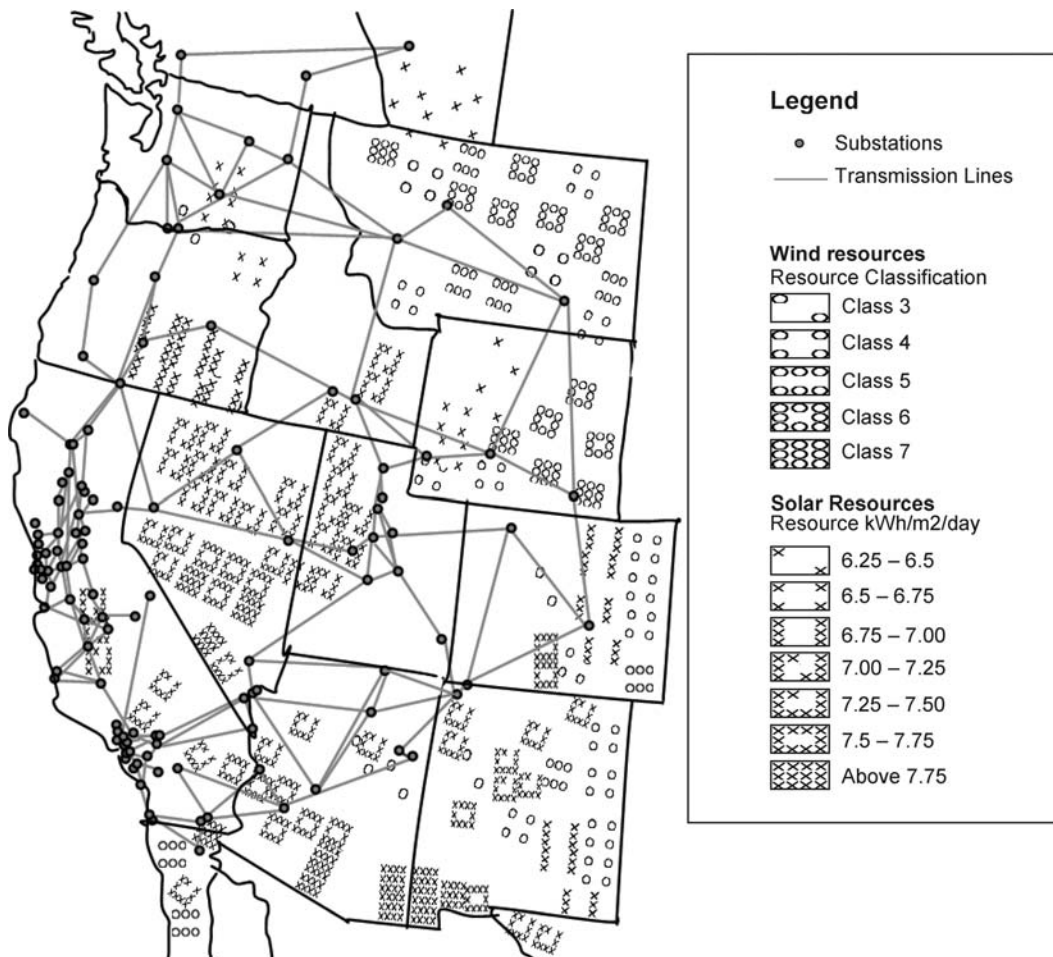 Legend
Substations
Transmission Lines
Wind resources
Resource Classification
Class 3
Class 4
Class 5
Class 6
Class 7
Solar Resources
Resource kWh/m2/day
6.25 – 6.5
6.5 – 6.75
6.75 – 7.00
7.00 – 7.25
7.25 – 7.50
7.5 – 7.75
Above 7.75